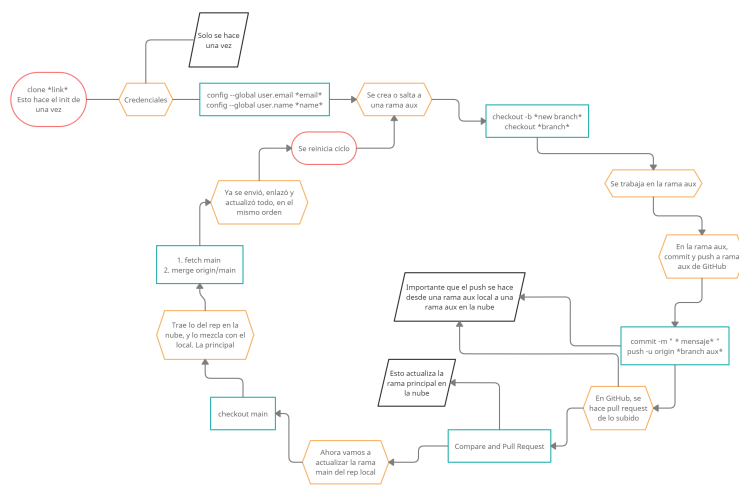 Solo se hace
una vez
clone *link*
Esto hace el init de
una vez
Credenciales
config --global user.email *email*
config --global user.name *name*
Se crea o salta a
una rama aux
checkout -b *new branch*
checkout *branch*
Se reinicia ciclo
Se trabaja en la rama aux
Ya se envió, enlazó y
actualizó todo, en el
mismo orden
En la rama aux,
commit y push a rama
aux de GitHub
1. fetch main
2. merge origin/main
Importante que el push se hace
desde una rama aux local a una
rama aux en la nube
Trae lo del rep en la
nube, y lo mezcla con el
local. La principal
commit -m " * mensaje* "
push -u origin *branch aux*
Esto actualiza la
rama principal en
la nube
En GitHub, se
hace pull request
de lo subido
checkout main
Compare and Pull Request
Ahora vamos a
actualizar la rama
main del rep local